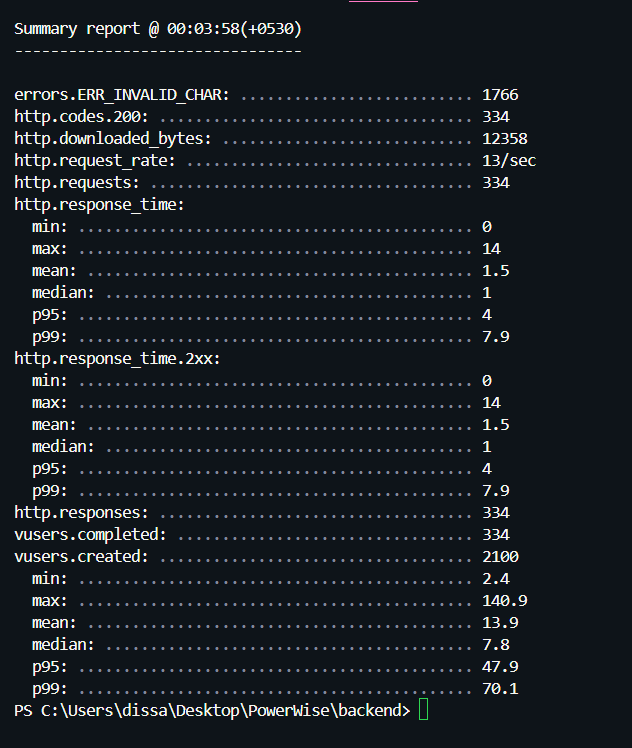 Summary report @ 00:03:58(+0530)
--------------------------------
errors.ERR_INVALID_CHAR: .......................... 1766
http.codes.200: ................................... 334
http.downloaded_bytes: ............................ 12358
http.request_rate: ................................ 13/sec
http.requests: .................................... 334
http.response_time:
  min: ............................................ 0
  max: ............................................ 14
  mean: ........................................... 1.5
  median: ......................................... 1
  p95: ............................................ 4
  p99: ............................................ 7.9
http.response_time.2xx:
  min: ............................................ 0
  max: ............................................ 14
  mean: ........................................... 1.5
  median: ......................................... 1
  p95: ............................................ 4
  p99: ............................................ 7.9
http.responses: ................................... 334
vusers.completed: ................................. 334
vusers.created: ................................... 2100
  min: ............................................ 2.4
  max: ............................................ 140.9
  mean: ........................................... 13.9
  median: ......................................... 7.8
  p95: ............................................ 47.9
  p99: ............................................ 70.1
PS C:\Users\dissa\Desktop\PowerWise\backend>